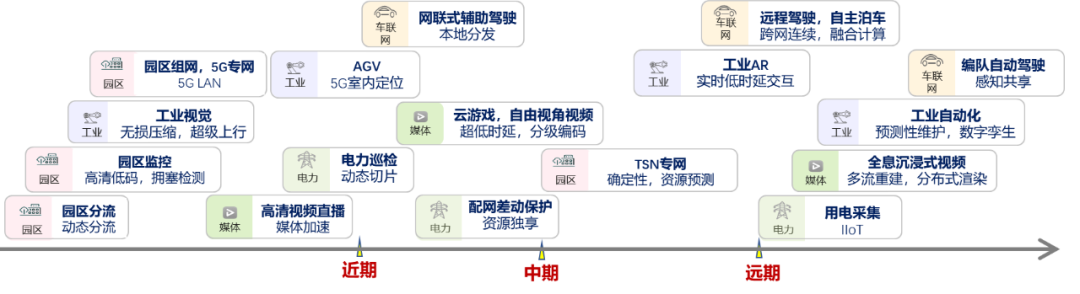 车联网
网联式辅助驾驶
本地分发
车联网
远程驾驶，自主泊车
跨网连续，融合计算
园区
园区组网，5G专网
5G LAN
工业
AGV
5G室内定位
工业
工业AR
实时低时延交互
车联网
编队自动驾驶
感知共享
工业
工业视觉
无损压缩，超级上行
媒体
云游戏，自由视角视频
超低时延，分级编码
工业
工业自动化
预测性维护，数字孪生
园区
园区监控
高清低码，拥塞检测
电力
电力巡检
动态切片
园区
TSN专网
确定性，资源预测
媒体
全息沉浸式视频
多流重建，分布式渲染
园区
园区分流
动态分流
媒体
高清视频直播
媒体加速
电力
配网差动保护
资源独享
电力
用电采集
IIoT
近期
中期
远期